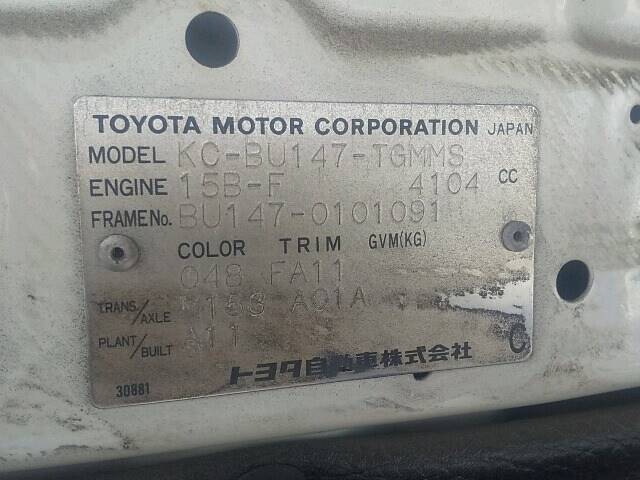 TOYOTA MOTOR CORPORATION JAPAN
MODEL KC-BU147-TGMMS
ENGINE 15B-F 4104 CC
FRAME No. BU147-0101091
COLOR TRIM GVM(KG)
048 FA11
TRANS/AXLE M153 A01A
PLANT/BUILT A11
C
トヨタ自動車株式会社
30881